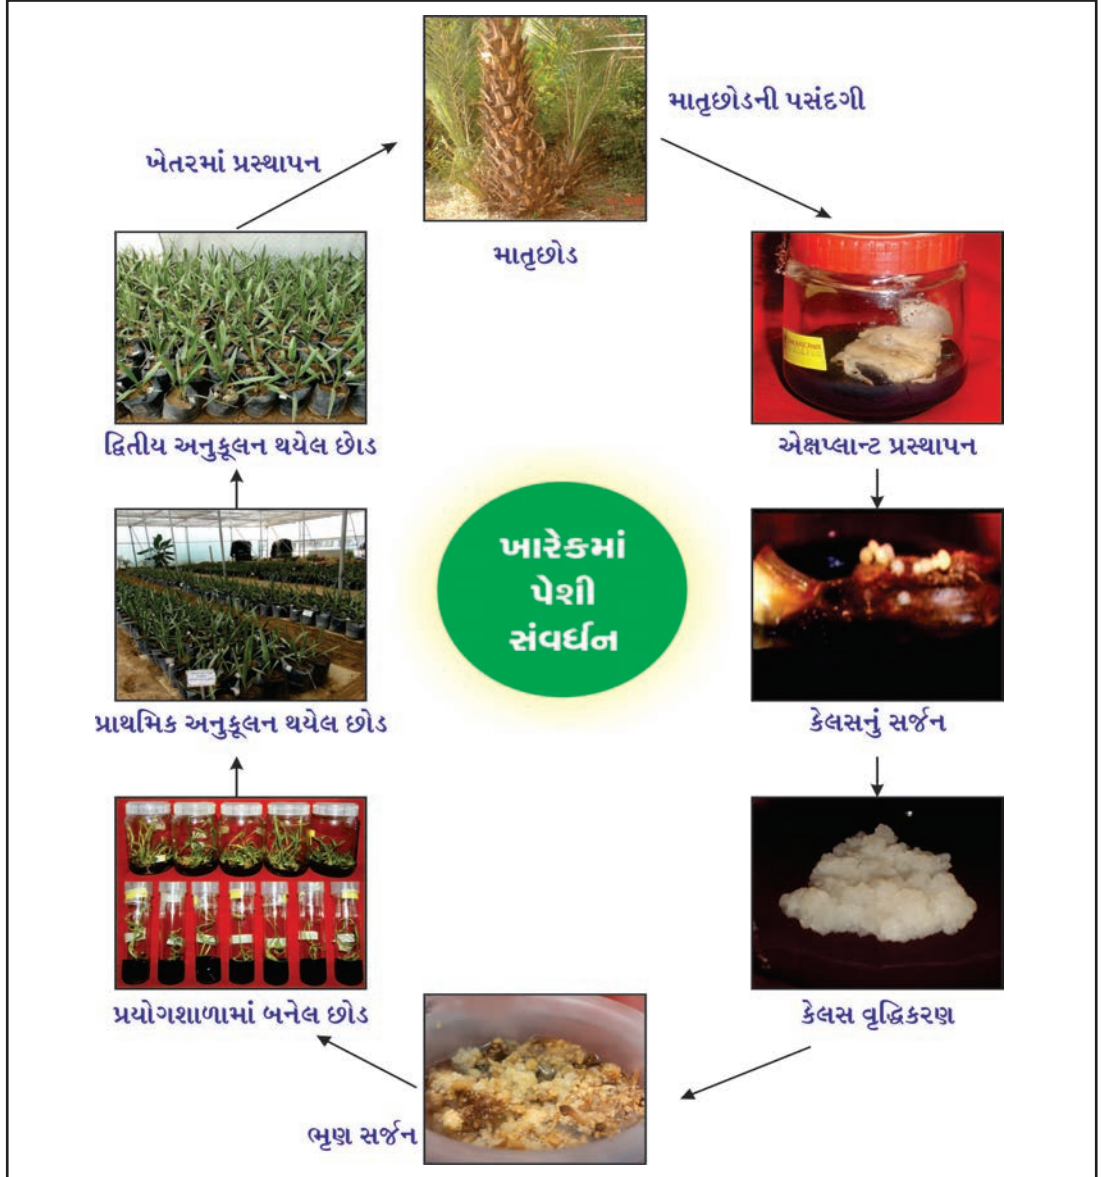 માતૃછોડની પસંદગી
ખેતરમાં પ્રસ્થાપન
માતૃછોડ
એક્ષપ્લાન્ટ પ્રસ્થાપન
દ્વિતીય અનુકૂલન થયેલ છોડ
ખારેકમાં
પેશી
સંવર્ધન
કેલસનું સર્જન
પ્રાથમિક અનુકૂલન થયેલ છોડ
કેલસ વૃદ્ધિકરણ
પ્રયોગશાળામાં બનેલ છોડ
ભૃણ સર્જન